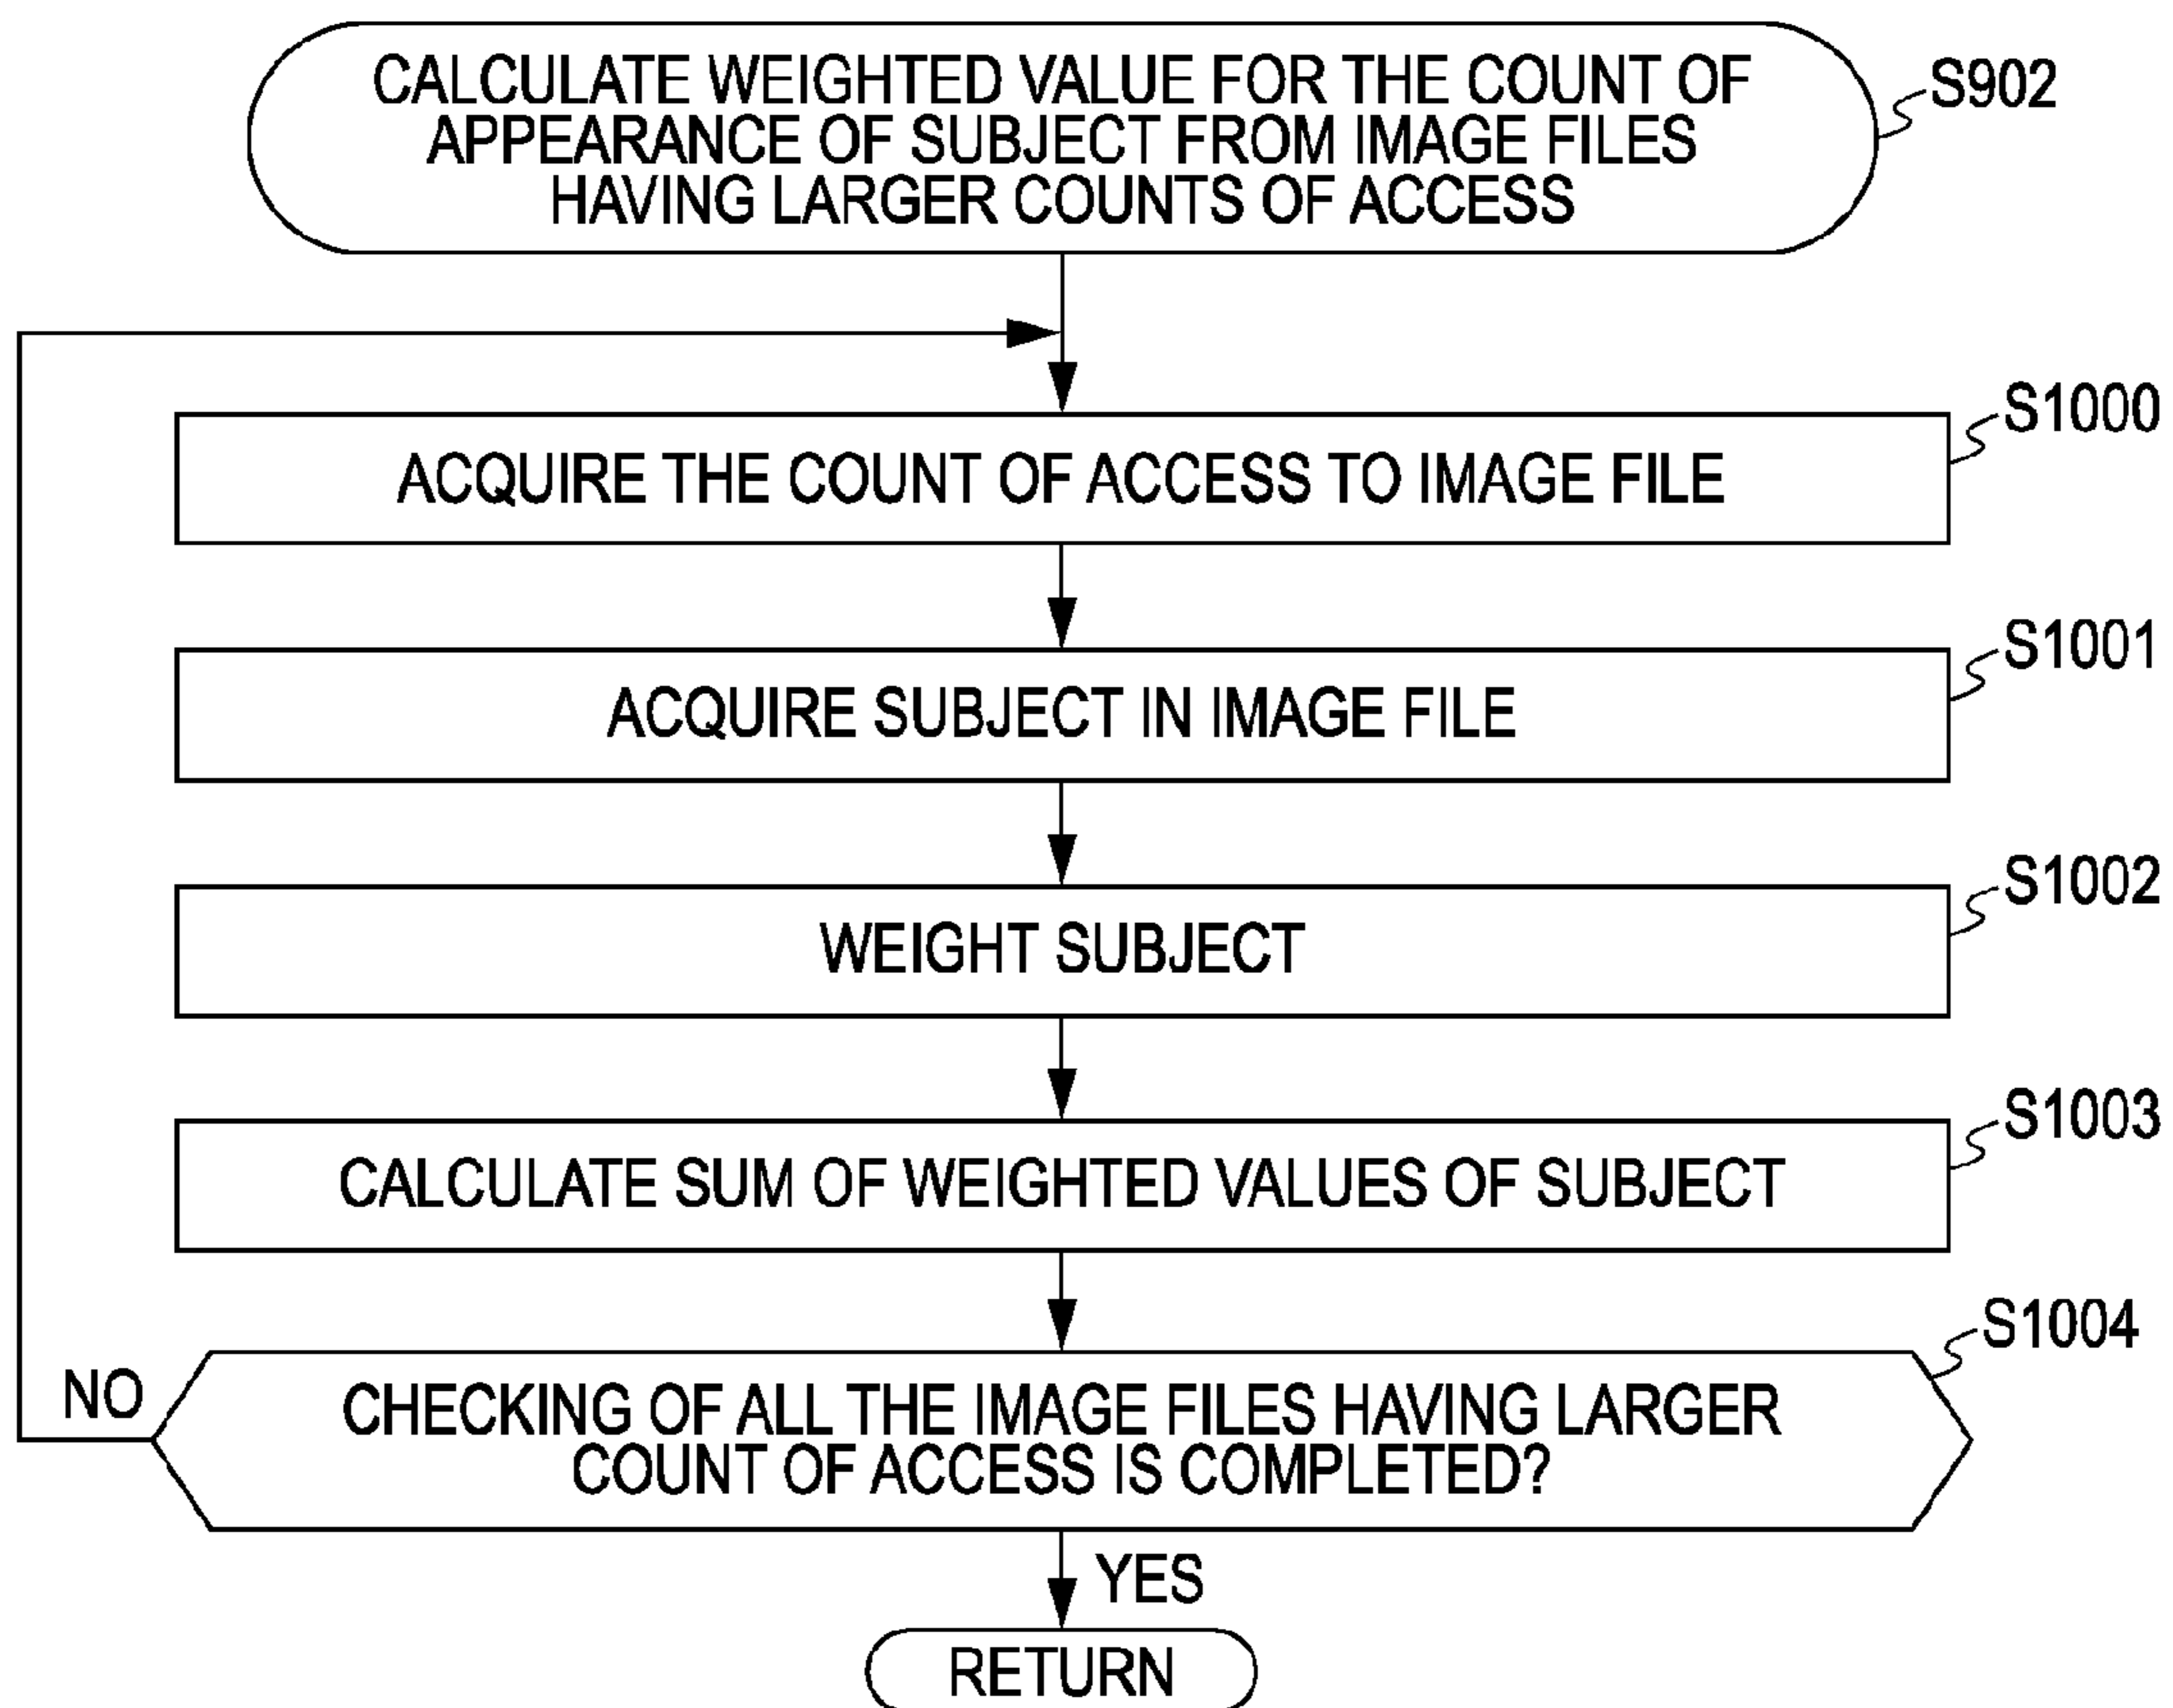 CALCULATE WEIGHTED VALUE FOR THE COUNT OF
APPEARANCE OF SUBJECT FROM IMAGE FILES
HAVING LARGER COUNTS OF ACCESS
S902
S1000
ACQUIRE THE COUNT OF ACCESS TO IMAGE FILE
S1001
ACQUIRE SUBJECT IN IMAGE FILE
S1002
WEIGHT SUBJECT
S1003
CALCULATE SUM OF WEIGHTED VALUES OF SUBJECT
S1004
NO
CHECKING OF ALL THE IMAGE FILES HAVING LARGER
COUNT OF ACCESS IS COMPLETED?
YES
RETURN